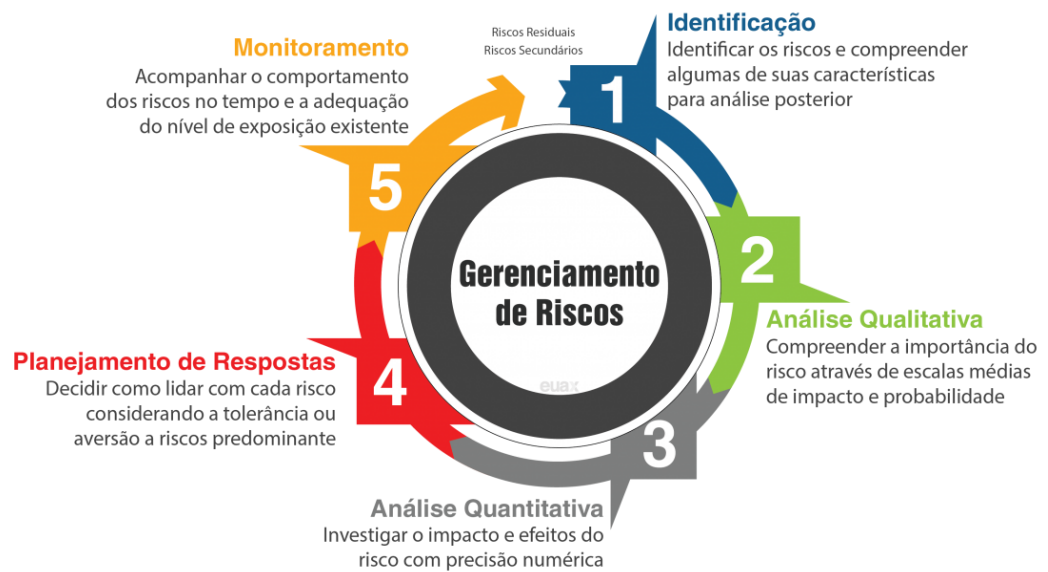 Riscos Residuais
Riscos Secundários
1
Identificação
Identificar os riscos e compreender
algumas de suas características
para análise posterior
2
Análise Qualitativa
Compreender a importância do
risco através de escalas médias
de impacto e probabilidade
3
Análise Quantitativa
Investigar o impacto e efeitos do
risco com precisão numérica
4
Planejamento de Respostas
Decidir como lidar com cada risco
considerando a tolerância ou
aversão a riscos predominante
5
Monitoramento
Acompanhar o comportamento
dos riscos no tempo e a adequação
do nível de exposição existente
Gerenciamento
de Riscos
euax